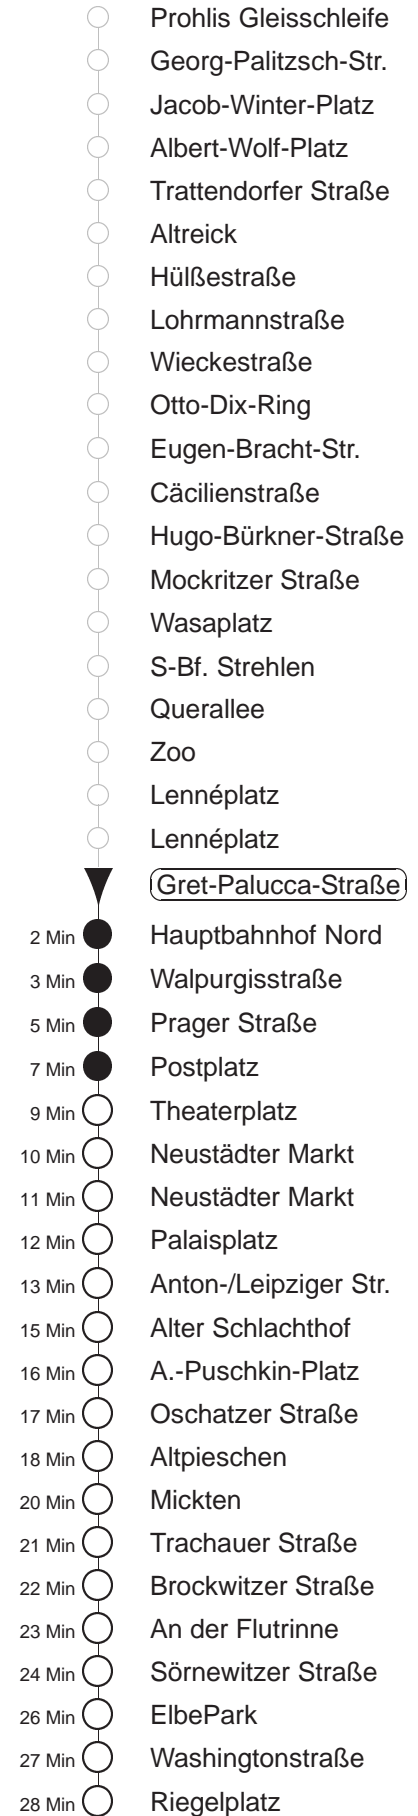 Prohlis Gleisschleife
Georg-Palitzsch-Str.
Jacob-Winter-Platz
Albert-Wolf-Platz
Trattendorfer Straße
Altreick
Hülßestraße
Lohrmannstraße
Wieckestraße
Otto-Dix-Ring
Eugen-Bracht-Str.
Cäcilienstraße
Hugo-Bürkner-Straße
Mockritzer Straße
Wasaplatz
S-Bf. Strehlen
Querallee
Zoo
Lennéplatz
Lennéplatz
Gret-Palucca-Straße
2 Min Hauptbahnhof Nord
3 Min Walpurgisstraße
5 Min Prager Straße
7 Min Postplatz
9 Min Theaterplatz
10 Min Neustädter Markt
11 Min Neustädter Markt
12 Min Palaisplatz
13 Min Anton-/Leipziger Str.
15 Min Alter Schlachthof
16 Min A.-Puschkin-Platz
17 Min Oschatzer Straße
18 Min Altpieschen
20 Min Mickten
21 Min Trachauer Straße
22 Min Brockwitzer Straße
23 Min An der Flutrinne
24 Min Sörnewitzer Straße
26 Min ElbePark
27 Min Washingtonstraße
28 Min Riegelplatz